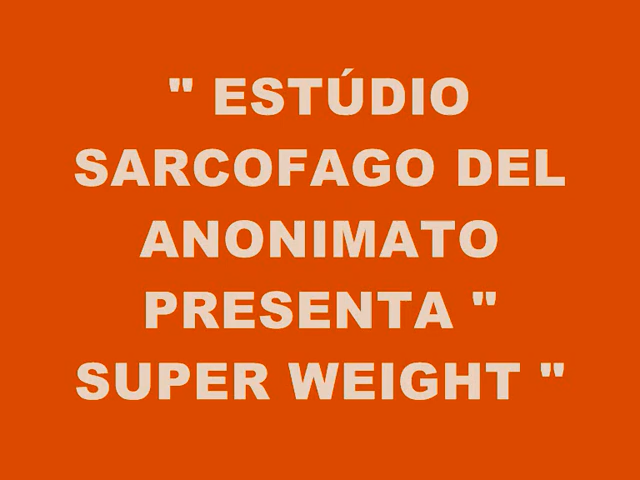 " ESTÚDIO
SARCOFAGO DEL
ANONIMATO
PRESENTA "
SUPER WEIGHT "